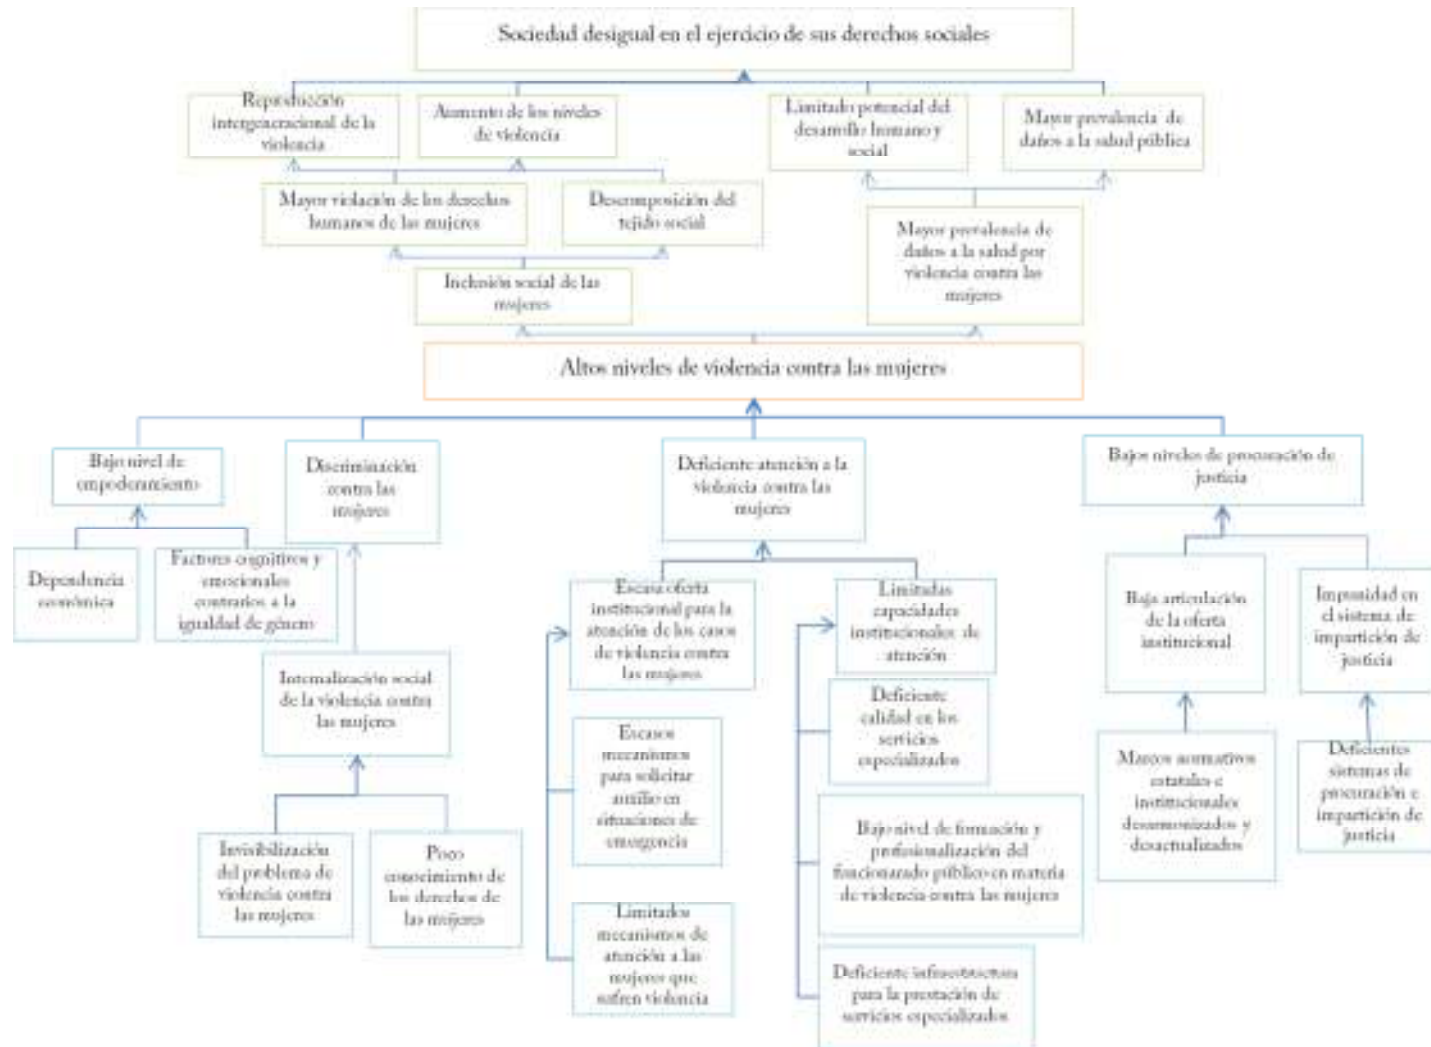 Sociedad desigual en el ejercicio de sus derechos sociales
Reproducción
intergeneracional de la
violencia
Aumento de los niveles
de violencia
Limitado potencial del
desarrollo humano y
social
Mayor prevalencia de
daños a la salud pública
Mayor violación de los derechos
humanos de las mujeres
Descomposición del
tejido social
Mayor prevalencia de
daños a la salud por
violencia contra las
mujeres
Inclusión social de las
mujeres
Altos niveles de violencia contra las mujeres
Bajo nivel de
empoderamiento
Discriminación
contra las
mujeres
Deficiente atención a la
violencia contra las
mujeres
Bajos niveles de procuración de
justicia
Dependencia
económica
Factores cognitivos y
emocionales
contrarios a la
igualdad de género
Escasa oferta
institucional para la
atención de los casos
de violencia contra
las mujeres
Limitadas
capacidades
institucionales de
atención
Baja articulación
de la oferta
institucional
Impunidad en
el sistema de
impartición de
justicia
Internalización social
de la violencia contra
las mujeres
Deficiente
calidad en los
servicios
especializados
Escasos
mecanismos
para solicitar
auxilio en
situaciones de
emergencia
Marcos normativos
estatales e
institucionales
desarmonizados y
desactualizados
Deficientes
sistemas de
procuración e
impartición de
justicia
Invisibilización
del problema de
violencia contra
las mujeres
Poco
conocimiento de
los derechos de
las mujeres
Bajo nivel de formación y
profesionalización del
funcionarado público en materia
de violencia contra las mujeres
Limitados
mecanismos de
atención a las
mujeres que
sufren violencia
Deficiente infraestructura
para la prestación de
servicios especializados